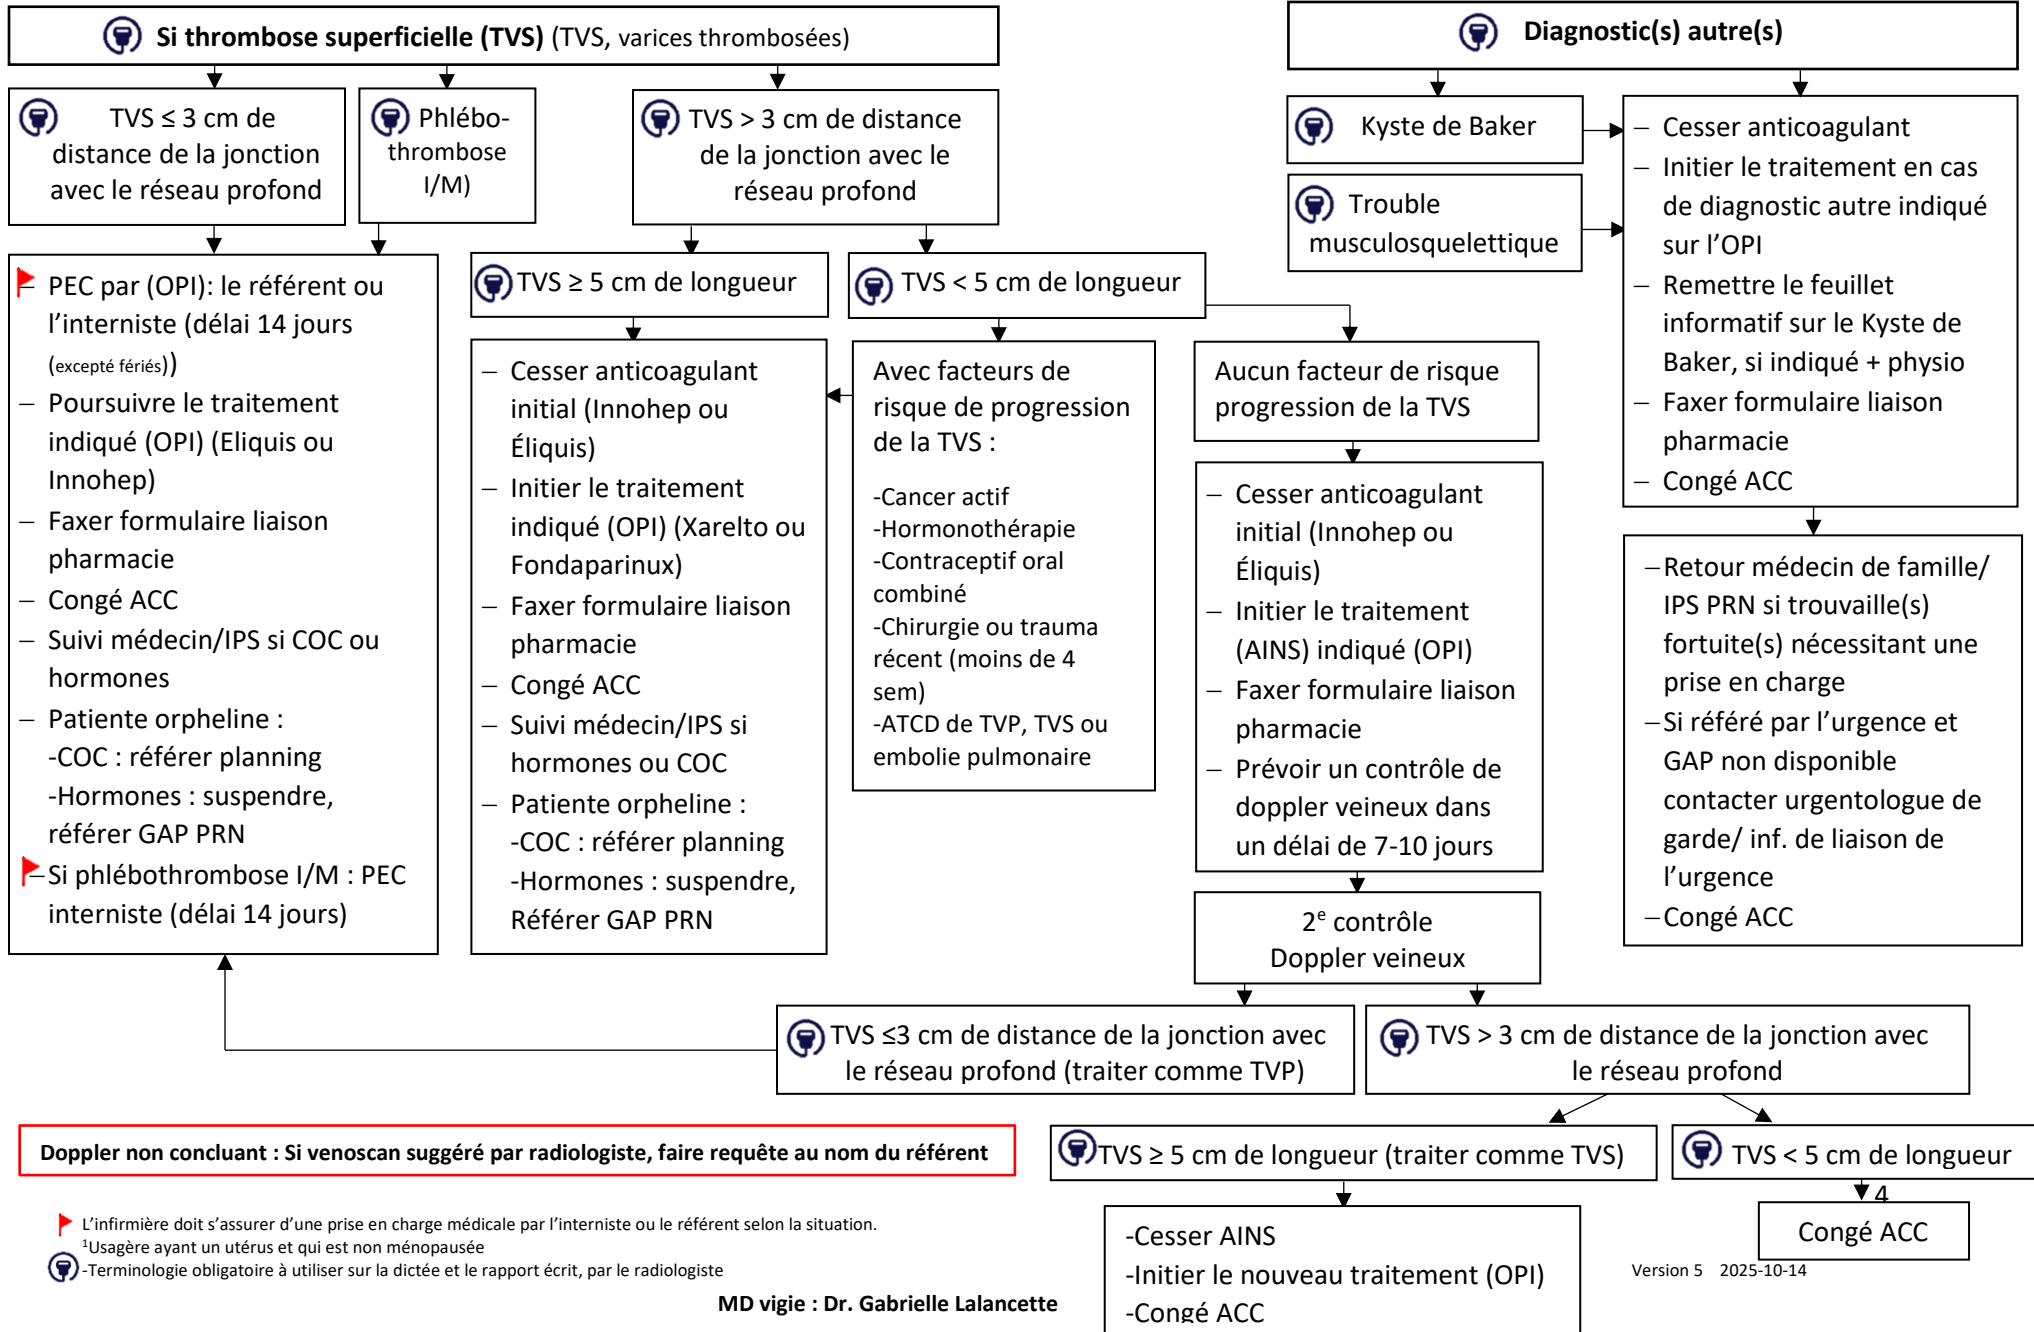 Si thrombose superficielle (TVS) (TVS, varices thrombosées)
TVS ≤ 3 cm de
distance de la jonction
avec le réseau profond
Phlébo-
thrombose
I/M)
TVS > 3 cm de distance
de la jonction avec le
réseau profond
– PEC par (OPI): le référent ou
l’interniste (délai 14 jours
(excepté fériés))
– Poursuivre le traitement
indiqué (OPI) (Eliquis ou
Innohep)
– Faxer formulaire liaison
pharmacie
– Congé ACC
– Suivi médecin/IPS si COC ou
hormones
– Patiente orpheline :
-COC : référer planning
-Hormones : suspendre,
référer GAP PRN
– Si phlébothrombose I/M : PEC
interniste (délai 14 jours)
TVS ≥ 5 cm de longueur
TVS < 5 cm de longueur
– Cesser anticoagulant
initial (Innohep ou
Éliquis)
– Initier le traitement
indiqué (OPI) (Xarelto ou
Fondaparinux)
– Faxer formulaire liaison
pharmacie
– Congé ACC
– Suivi médecin/IPS si
hormones ou COC
– Patiente orpheline :
-COC : référer planning
-Hormones : suspendre,
Référer GAP PRN
Avec facteurs de
risque de progression
de la TVS :
-Cancer actif
-Hormonothérapie
-Contraceptif oral
combiné
-Chirurgie ou trauma
récent (moins de 4
sem)
-ATCD de TVP, TVS ou
embolie pulmonaire
Aucun facteur de risque
progression de la TVS
– Cesser anticoagulant
initial (Innohep ou
Éliquis)
– Initier le traitement
(AINS) indiqué (OPI)
– Faxer formulaire liaison
pharmacie
– Prévoir un contrôle de
doppler veineux dans
un délai de 7-10 jours
2e contrôle
Doppler veineux
TVS ≤3 cm de distance de la jonction avec
le réseau profond (traiter comme TVP)
TVS > 3 cm de distance de la jonction avec
le réseau profond
TVS ≥ 5 cm de longueur (traiter comme TVS)
TVS < 5 cm de longueur
-Cesser AINS
-Initier le nouveau traitement (OPI)
-Congé ACC
4
Congé ACC
Diagnostic(s) autre(s)
Kyste de Baker
Trouble
musculosquelettique
– Cesser anticoagulant
– Initier le traitement en cas
de diagnostic autre indiqué
sur l’OPI
– Remettre le feuillet
informatif sur le Kyste de
Baker, si indiqué + physio
– Faxer formulaire liaison
pharmacie
– Congé ACC
– Retour médecin de famille/
IPS PRN si trouvaille(s)
fortuite(s) nécessitant une
prise en charge
– Si référé par l’urgence et
GAP non disponible
contacter urgentologue de
garde/ inf. de liaison de
l’urgence
– Congé ACC
Doppler non concluant : Si venoscan suggéré par radiologiste, faire requête au nom du référent
L’infirmière doit s’assurer d’une prise en charge médicale par l’interniste ou le référent selon la situation.
1Usagère ayant un utérus et qui est non ménopausée
-Terminologie obligatoire à utiliser sur la dictée et le rapport écrit, par le radiologiste
MD vigie : Dr. Gabrielle Lalancette
Version 5 2025-10-14